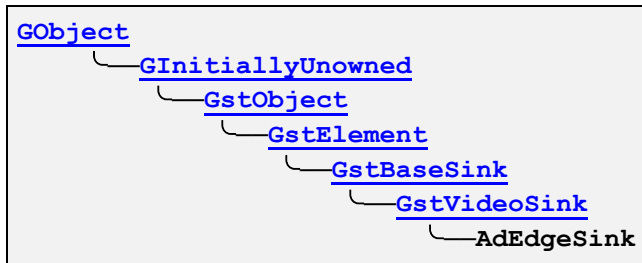 GObject
GInitiallyUnowned
GstObject
GstElement
GstBaseSink
GstVideoSink
AdEdgeSink